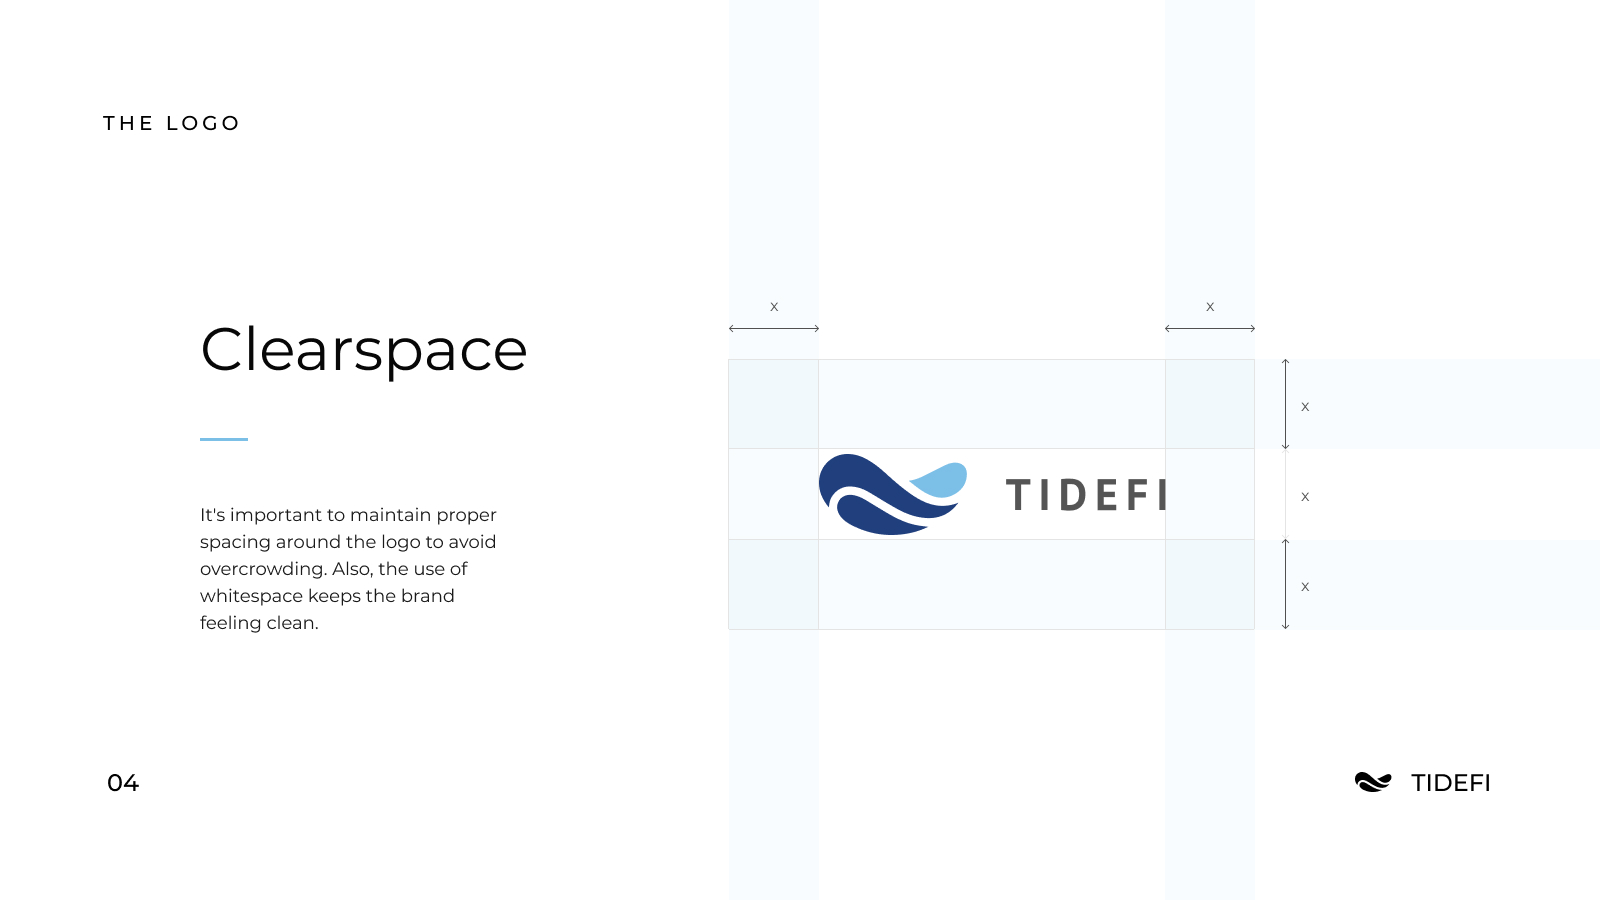 THE LOGO
Clearspace
It's important to maintain proper
spacing around the logo to avoid
overcrowding. Also, the use of
whitespace keeps the brand
feeling clean.
X
X
X
TIDEFI
X
X
04
TIDEFI